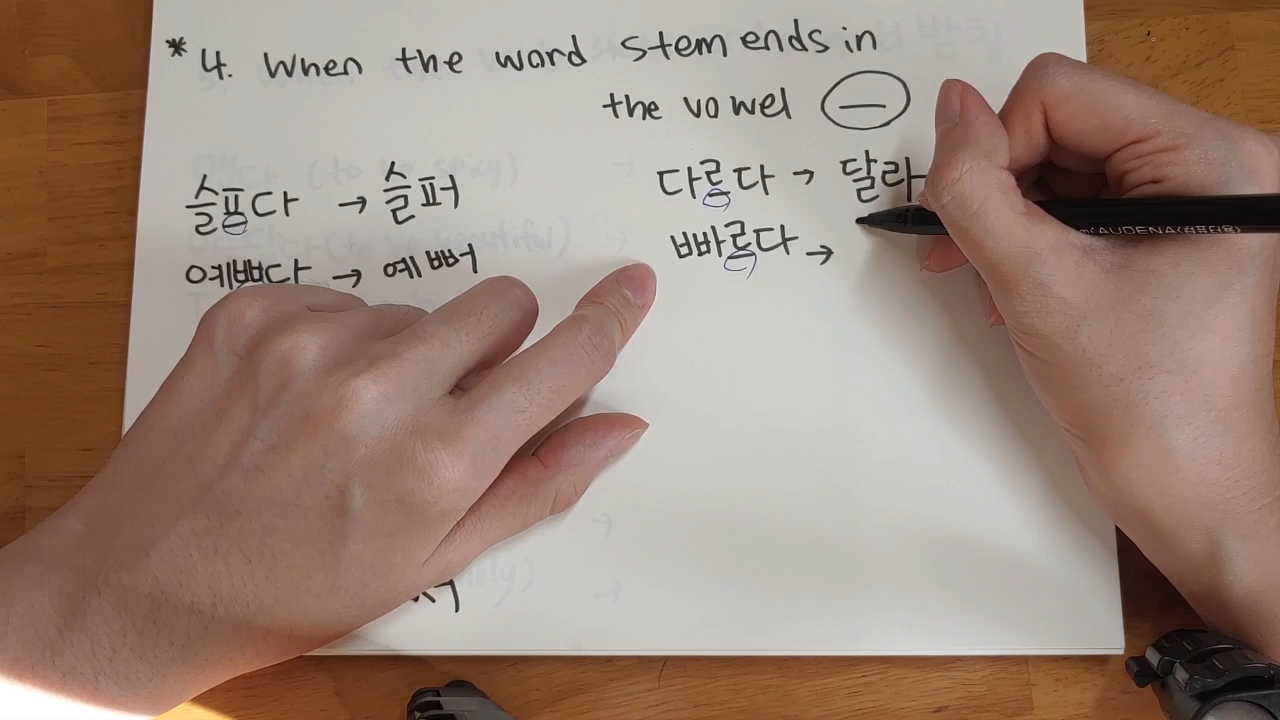 *4. When the word stem ends in
the vowel ㅡ
슬프다 → 슬퍼
예쁘다 → 예뻐
다르다 → 달라
빠르다 →